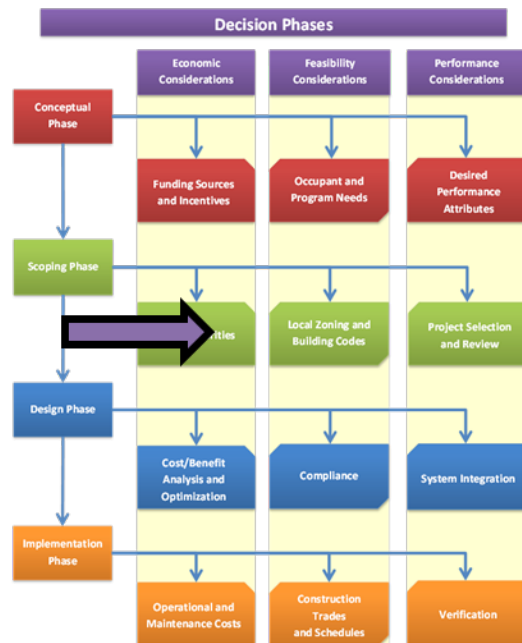 Decision Phases
Economic
Considerations
Feasibility
Considerations
Performance
Considerations
Conceptual
Phase
Funding Sources
and Incentives
Occupant and
Program Needs
Desired
Performance
Attributes
Scoping Phase
Local Zoning and
Building Codes
Project Selection
and Review
Design Phase
Cost/Benefit
Analysis and
Optimization
Compliance
System Integration
Implementation
Phase
Operational and
Maintenance Costs
Construction
Trades
and Schedules
Verification